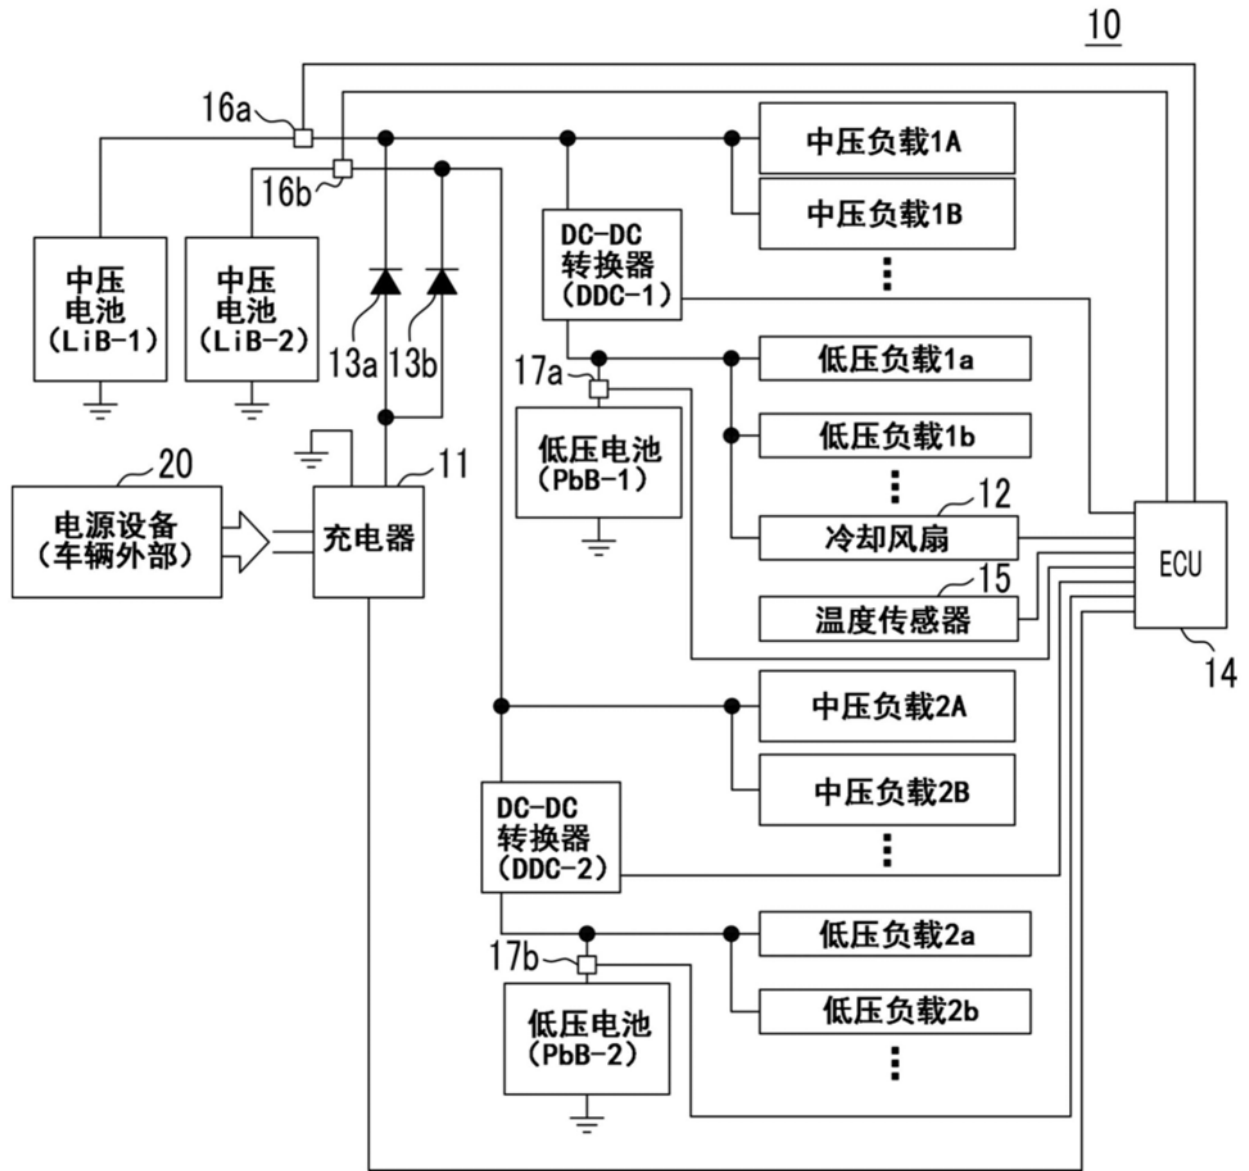 10
16a
16b
中压负载1A
中压负载1B
中压
电池
(LiB-1)
中压
电池
(LiB-2)
13a
13b
DC-DC
转换器
(DDC-1)
17a
低压负载1a
低压负载1b
低压电池
(PbB-1)
20
电源设备
(车辆外部)
11
充电器
12
冷却风扇
15
温度传感器
ECU
14
中压负载2A
中压负载2B
DC-DC
转换器
(DDC-2)
17b
低压负载2a
低压负载2b
低压电池
(PbB-2)